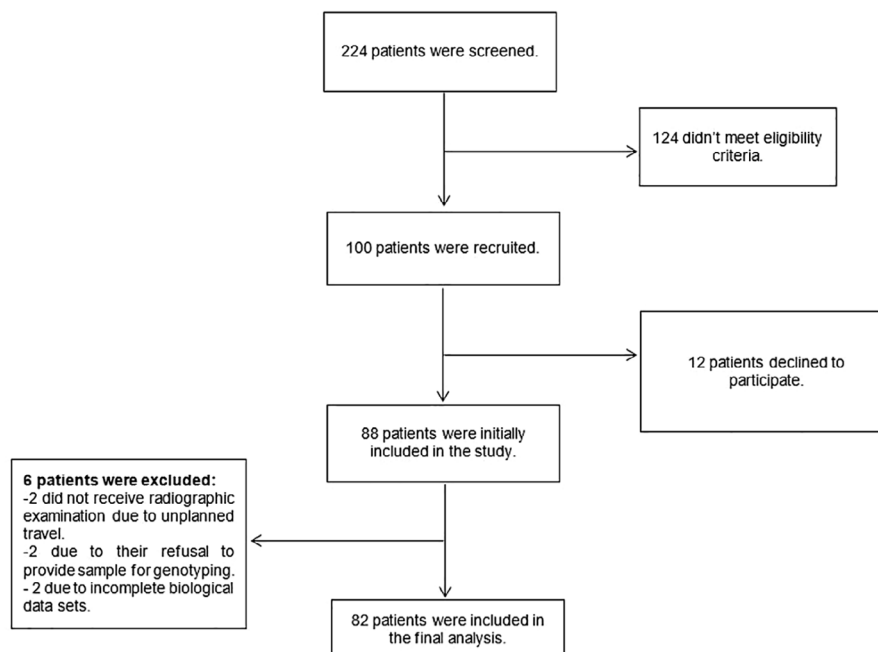 224 patients were screened.
124 didn't meet eligibility
criteria.
100 patients were recruited.
12 patients declined to
participate.
88 patients were initially
included in the study.
6 patients were excluded:
-2 did not receive radiographic
examination due to unplanned
travel.
-2 due to their refusal to
provide sample for genotyping.
- 2 due to incomplete biological
data sets.
82 patients were included in
the final analysis.